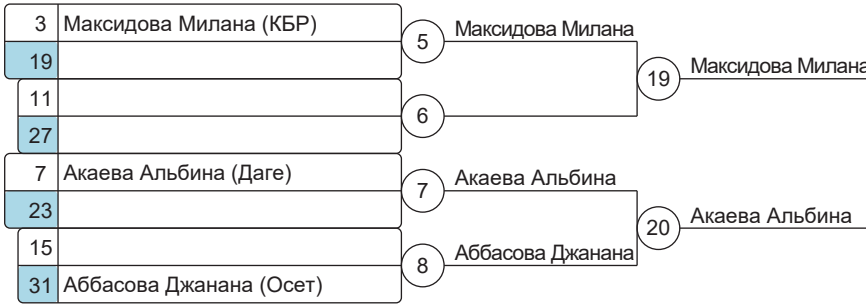 3 Максидова Милана (КБР)
19
11
27
7 Акаева Альбина (Даге)
23
15
31 Аббасова Джанана (Осет)
5 Максидова Милана
6
7 Акаева Альбина
8 Аббасова Джанана
19 Максидова Милана
20 Акаева Альбина